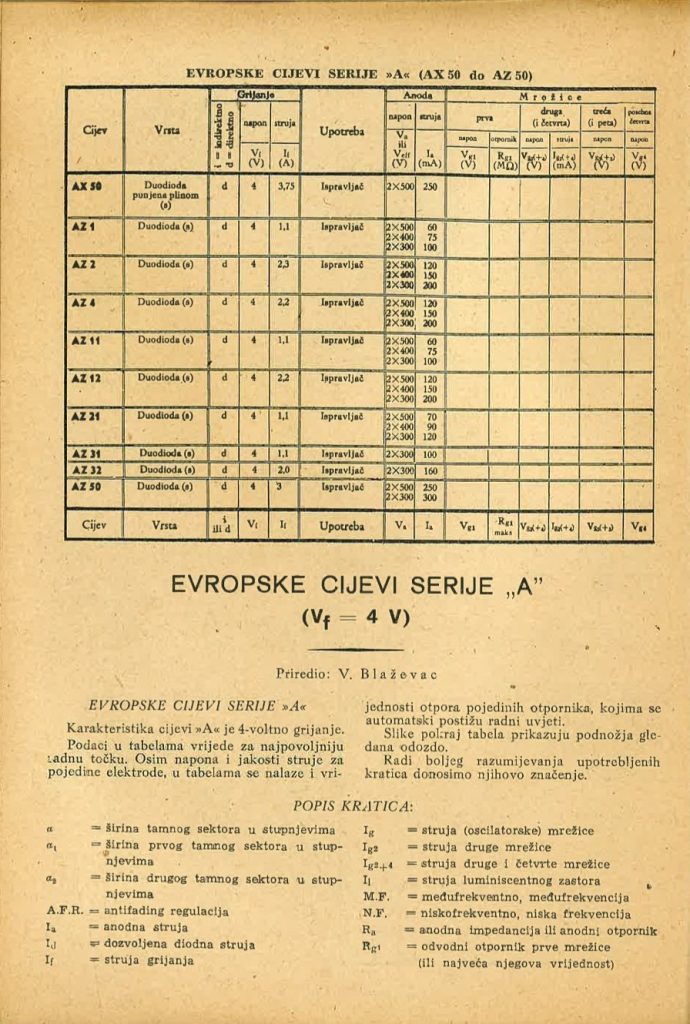 EVROPSKE CIJEVI SERIJE »A« (AX 50 do AZ 50)
Cijev Vrsta i = indirektno d = direktno Grijanje Upotreba Anoda Mrežice
napon struja napon struja prva druga (i četvrta) treća (i peta) posebna četvrta
napon otpornik napon struja napon napon
Vf (V) If (A) Va ili Veff (V) Ia (mA) Vg1 (V) Rg1 (MΩ) Vg2(+4) (V) Ig2(+4) (mA) Vg3(+5) (V) Vg4 (V)
AX 50 Duodioda d 4 3,75 Ispravljač 2×500 250
punjena plinom
(s)
AZ 1 Duodioda (s) d 4 1,1 Ispravljač 2×500 60
2×400 75
2×300 100
AZ 2 Duodioda (s) d 4 2,3 Ispravljač 2×500 120
2×400 150
2×300 200
AZ 4 Duodioda (s) d 4 2,2 Ispravljač 2×500 120
2×400 150
2×300 200
AZ 11 Duodioda (s) d 4 1,1 Ispravljač 2×500 60
2×400 75
2×300 100
AZ 12 Duodioda (s) d 4 2,2 Ispravljač 2×500 120
2×400 150
2×300 200
AZ 21 Duodioda (s) d 4 1,1 Ispravljač 2×500 70
2×400 90
2×300 120
AZ 31 Duodioda (s) d 4 1,1 Ispravljač 2×300 100
AZ 32 Duodioda (s) d 4 2,0 Ispravljač 2×300 160
AZ 50 Duodioda (s) d 4 3 Ispravljač 2×500 250
2×300 300
Cijev Vrsta i ili d Vf If Upotreba Va Ia Vg1 Rg1 maks Vg2(+4) Ig2(+4) Vg3(+5) Vg4
EVROPSKE CIJEVI SERIJE „A”
(Vf = 4 V)
Priredio: V. Blaževac
EVROPSKE CIJEVI SERIJE »A«
Karakteristika cijevi »A« je 4-voltno grijanje.
Podaci u tabelama vrijede za najpovoljniju
radnu točku. Osim napona i jakosti struje za
pojedine elektrode, u tabelama se nalaze i vri-
jednosti otpora pojedinih otpornika, kojima se
automatski postižu radni uvjeti.
Slike pokraj tabela prikazuju podnožja gle-
dana odozdo.
Radi boljeg razumijevanja upotrebljenih
kratica donosimo njihovo značenje.
POPIS KRATICA:
α = širina tamnog sektora u stupnjevima
α1 = širina prvog tamnog sektora u stup-
njevima
α2 = širina drugog tamnog sektora u stup-
njevima
A.F.R. = antifading regulacija
Ia = anodna struja
Id = dozvoljena diodna struja
If = struja grijanja
Ig = struja (oscilatorske) mrežice
Ig2 = struja druge mrežice
Ig2+4 = struja druge i četvrte mrežice
Il = struja luminiscentnog zastora
M.F. = međufrekventno, međufrekvencija
N.F. = niskofrekventno, niska frekvencija
Ra = anodna impedancija ili anodni otpornik
Rg1 = odvodni otpornik prve mrežice
(ili najveća njegova vrijednost)